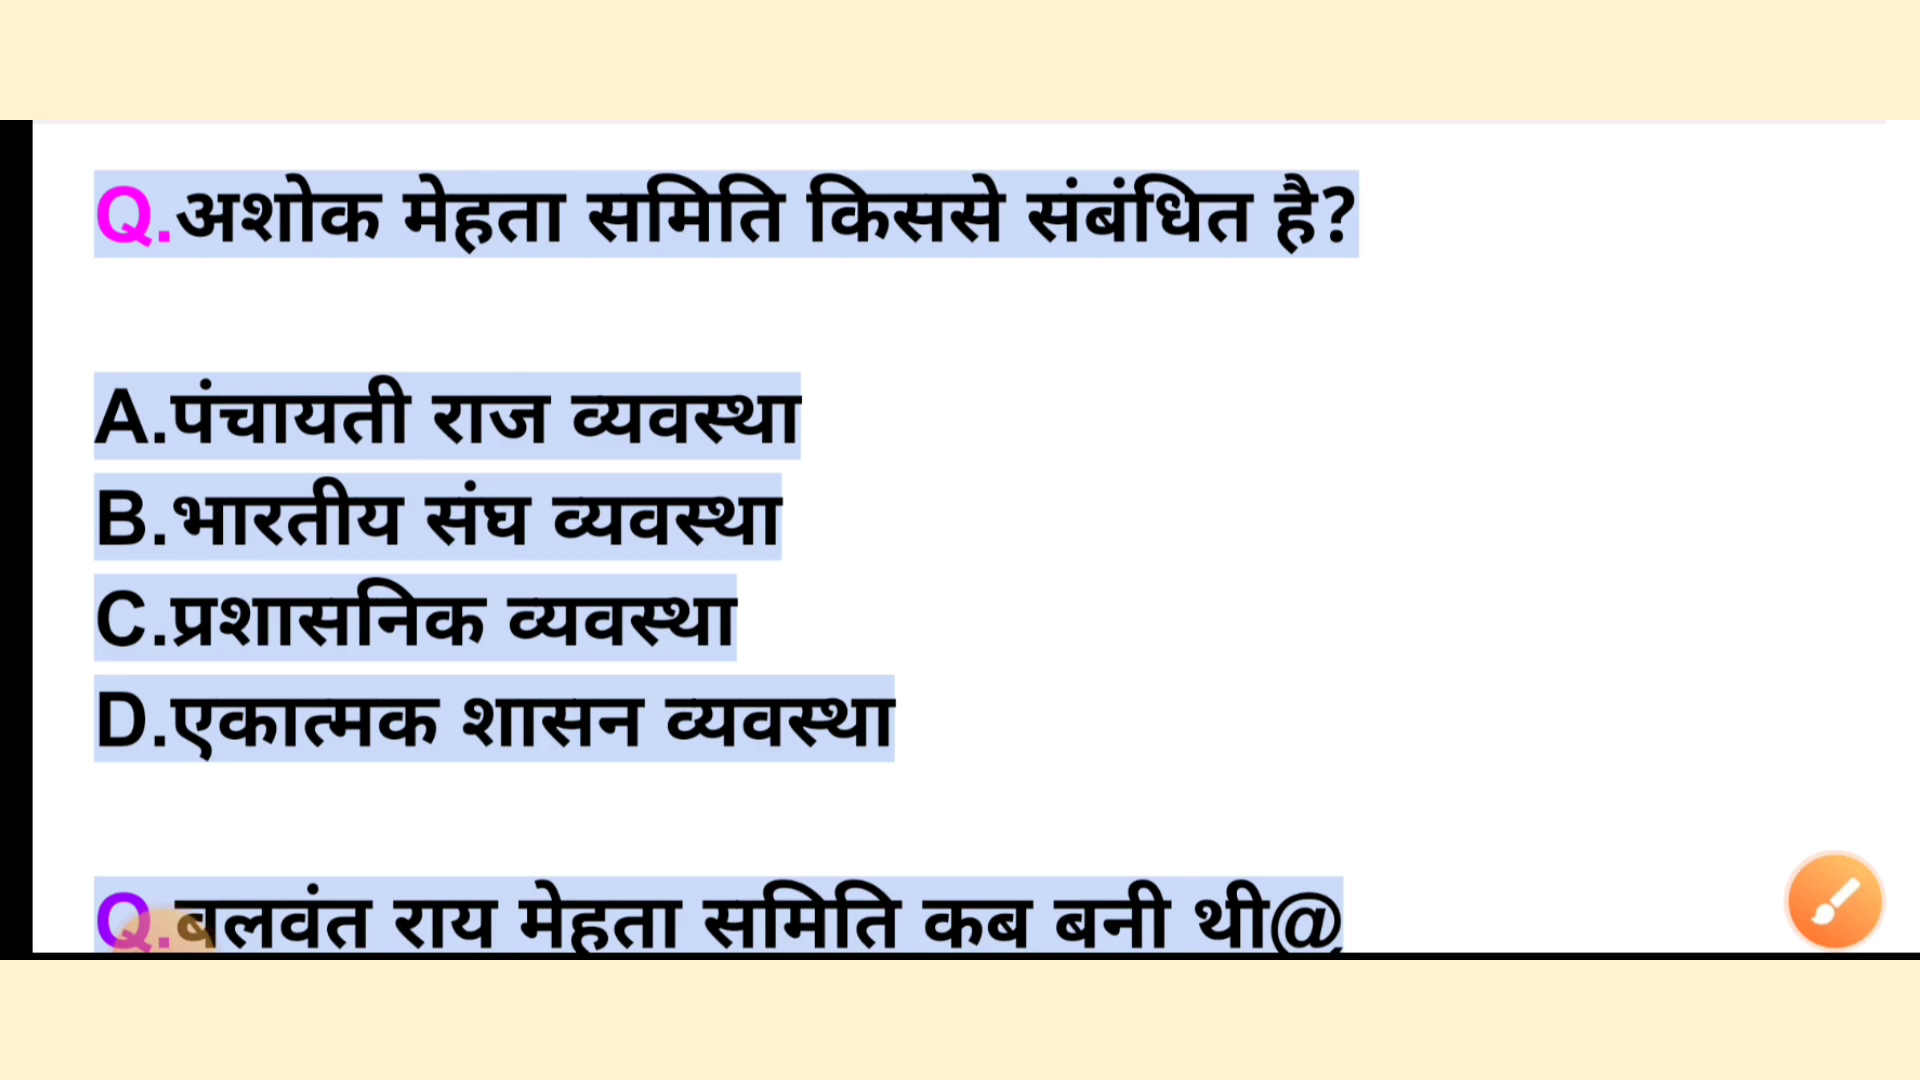 Q.अशोक मेहता समिति किससे संबंधित है?
A.पंचायती राज व्यवस्था
B.भारतीय संघ व्यवस्था
C.प्रशासनिक व्यवस्था
D.एकात्मक शासन व्यवस्था
Q.बलवंत राय मेहता समिति कब बनी थी@